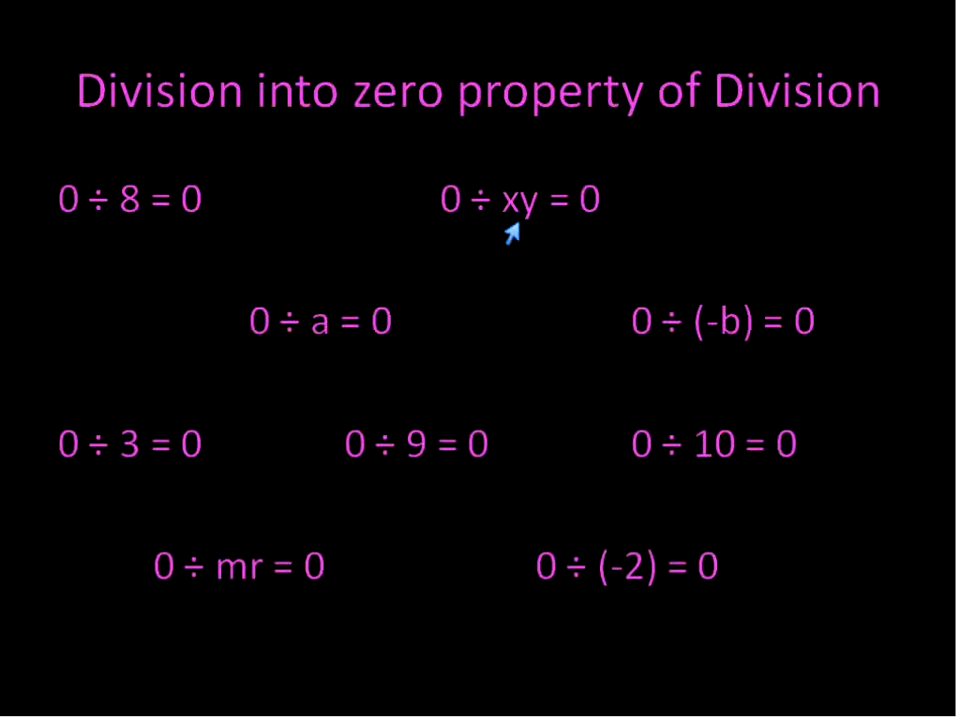 Division into zero property of Division
0 ÷ 8 = 0 0 ÷ xy = 0
0 ÷ a = 0 0 ÷ (-b) = 0
0 ÷ 3 = 0 0 ÷ 9 = 0 0 ÷ 10 = 0
0 ÷ mr = 0 0 ÷ (-2) = 0